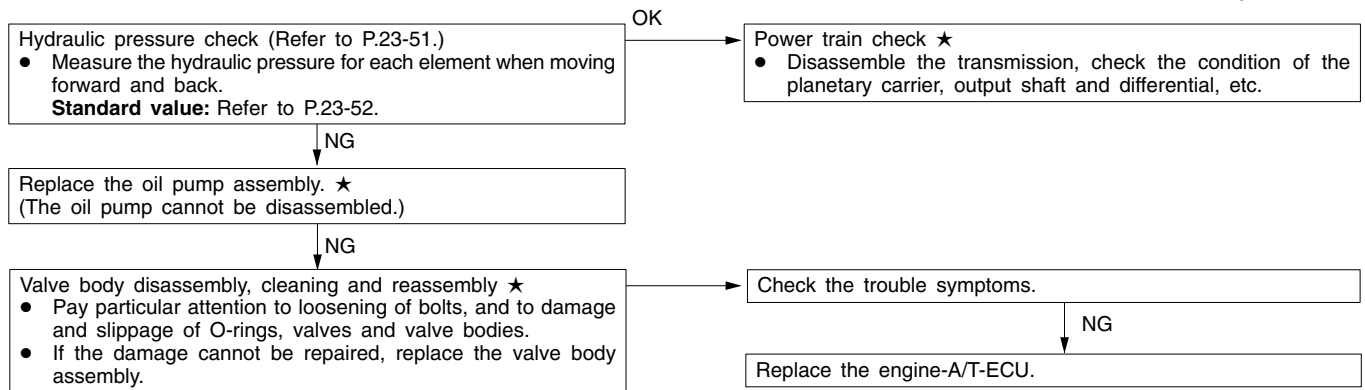 OK
Hydraulic pressure check (Refer to P.23-51.)
● Measure the hydraulic pressure for each element when moving
forward and back.
Standard value: Refer to P.23-52.
Power train check ★
● Disassemble the transmission, check the condition of the
planetary carrier, output shaft and differential, etc.
NG
Replace the oil pump assembly. ★
(The oil pump cannot be disassembled.)
NG
Valve body disassembly, cleaning and reassembly ★
● Pay particular attention to loosening of bolts, and to damage
and slippage of O-rings, valves and valve bodies.
● If the damage cannot be repaired, replace the valve body
assembly.
Check the trouble symptoms.
NG
Replace the engine-A/T-ECU.